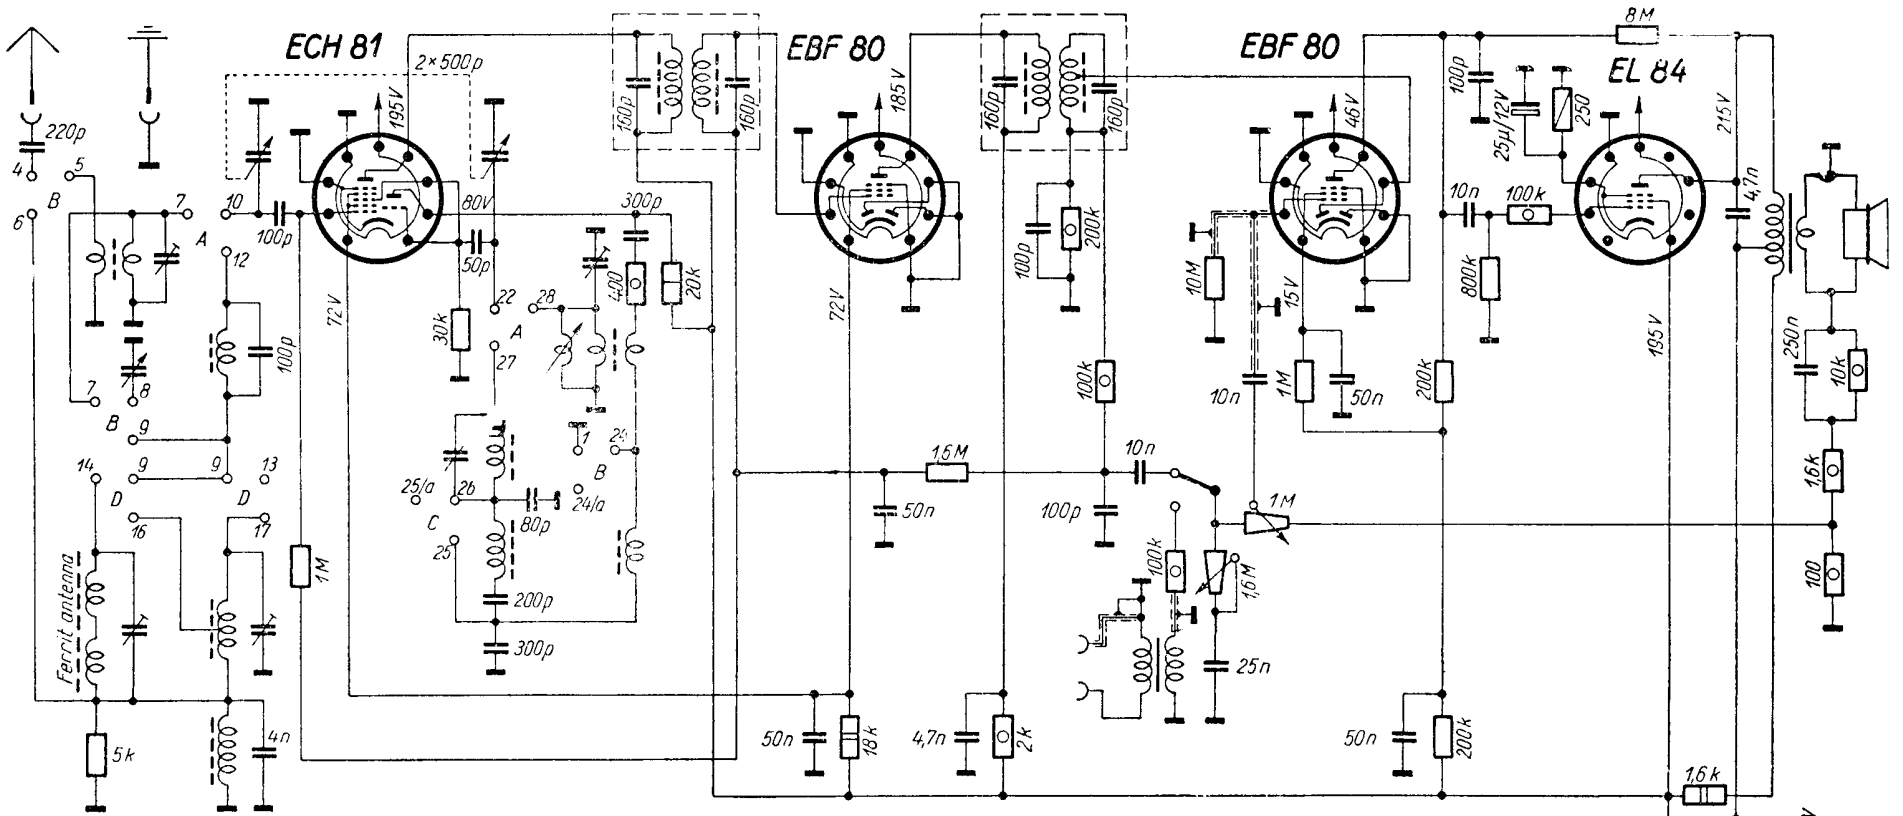 ECH 81
EBF 80
EBF 80
EL 84
8M
2×500p
220p
4
5
B
6
7
10
A
12
100p
100p
7
8
B
9
14
9
9
13
D
D
16
17
Ferrit antenna
5k
4n
1M
195V
80V
72V
50p
30k
22
28
A
27
300p
400
20k
1
24
B
24/a
25/a
26
C
25
80p
200p
300p
160p
160p
185V
72V
160p
160p
100p
200k
100k
1,6M
50n
10n
100p
1M
100k
1,6M
25n
50n
18k
4,7n
2k
10M
10n
15V
1M
50n
46V
200k
50n
200k
100p
25µ/12V
250
10n
100k
800k
215V
4,7n
195V
250n
10k
1,6k
100
1,6k